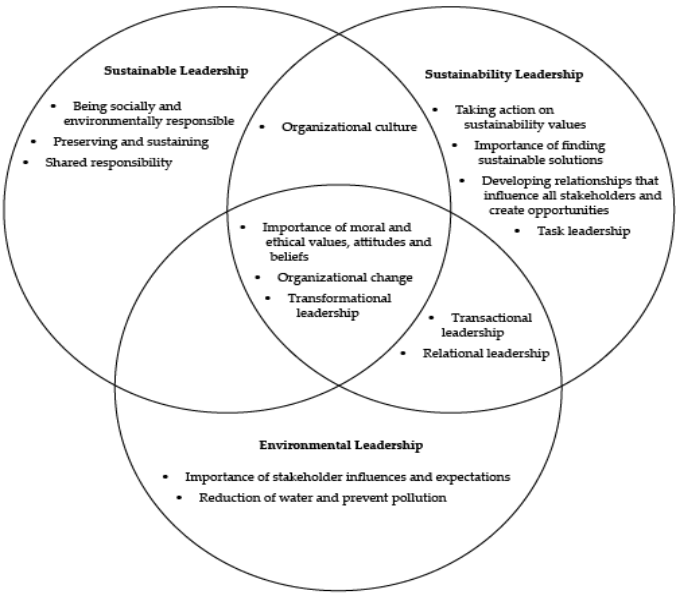 Sustainable Leadership
• Being socially and
environmentally responsible
• Preserving and sustaining
• Shared responsibility
• Organizational culture
Sustainability Leadership
• Taking action on
sustainability values
• Importance of finding
sustainable solutions
• Developing relationships that
influence all stakeholders and
create opportunities
• Task leadership
• Importance of moral and
ethical values, attitudes and
beliefs
• Organizational change
• Transformational
leadership
• Transactional
leadership
• Relational leadership
Environmental Leadership
• Importance of stakeholder influences and expectations
• Reduction of water and prevent pollution